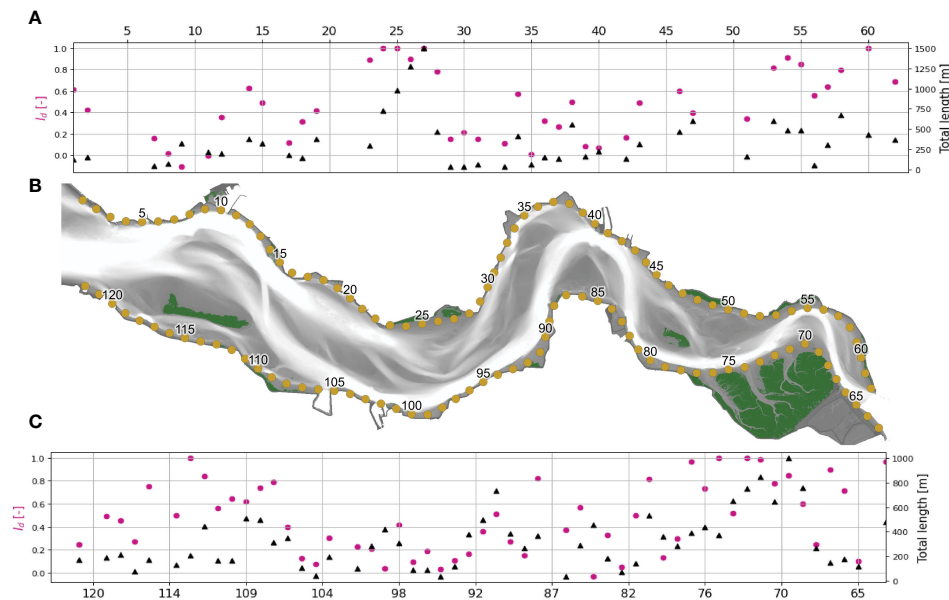 A
5 10 15 20 25 30 35 40 45 50 55 60
1.0 0.8 0.6 0.4 0.2 0.0
I_d [-]
1500 1250 1000 750 500 250 0
Total length [m]
B
5 10 15 20 25 30 35 40 45 50 55 60 65 70 75 80 85 90 95 100 105 110 115 120
C
1.0 0.8 0.6 0.4 0.2 0.0
I_d [-]
1000 800 600 400 200 0
Total length [m]
120 114 104 98 92 87 82 76 70 65